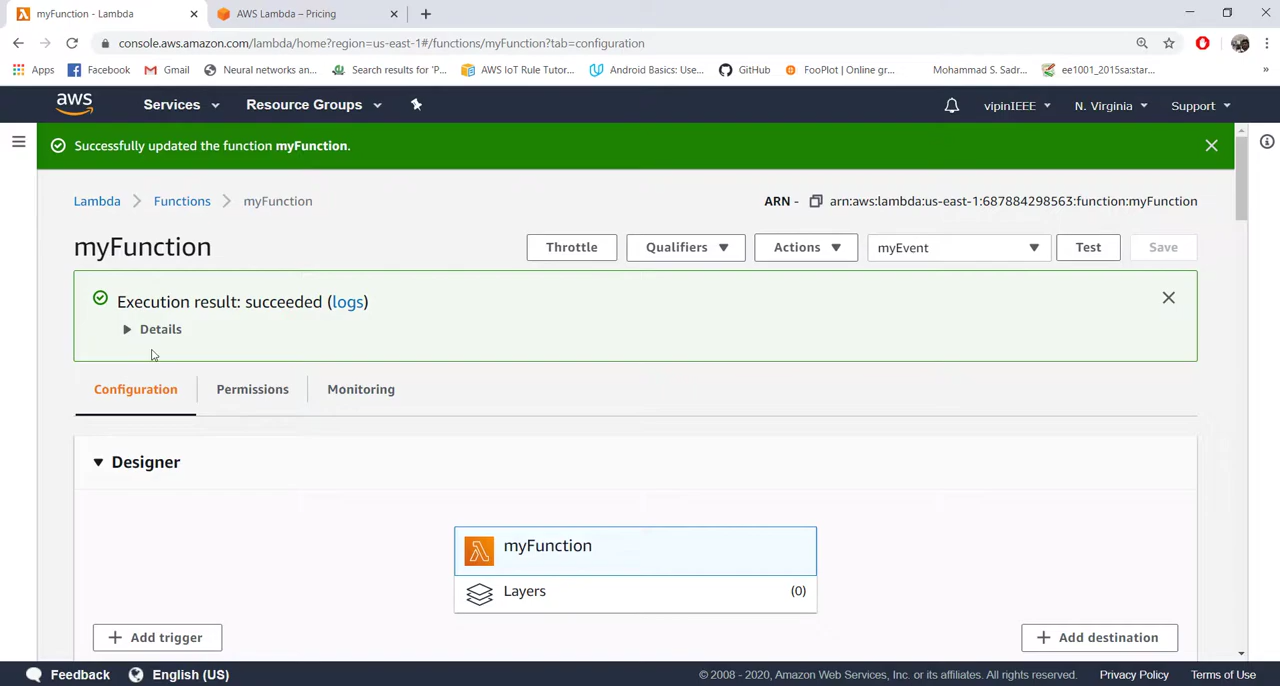 myFunction - Lambda
AWS Lambda – Pricing
console.aws.amazon.com/lambda/home?region=us-east-1#/functions/myFunction?tab=configuration
Apps Facebook Gmail Neural networks an... Search results for 'P... AWS IoT Rule Tutor... Android Basics: Use... GitHub FooPlot | Online gr... Mohammad S. Sadr... ee1001_2015sa:star... »
aws Services Resource Groups vipinIEEE N. Virginia Support
Successfully updated the function myFunction.
Lambda Functions myFunction ARN - arn:aws:lambda:us-east-1:687884298563:function:myFunction
myFunction Throttle Qualifiers Actions myEvent Test Save
Execution result: succeeded (logs)
Details
Configuration Permissions Monitoring
Designer
myFunction
Layers (0)
+ Add trigger + Add destination
Feedback English (US) © 2008 - 2020, Amazon Web Services, Inc. or its affiliates. All rights reserved. Privacy Policy Terms of Use